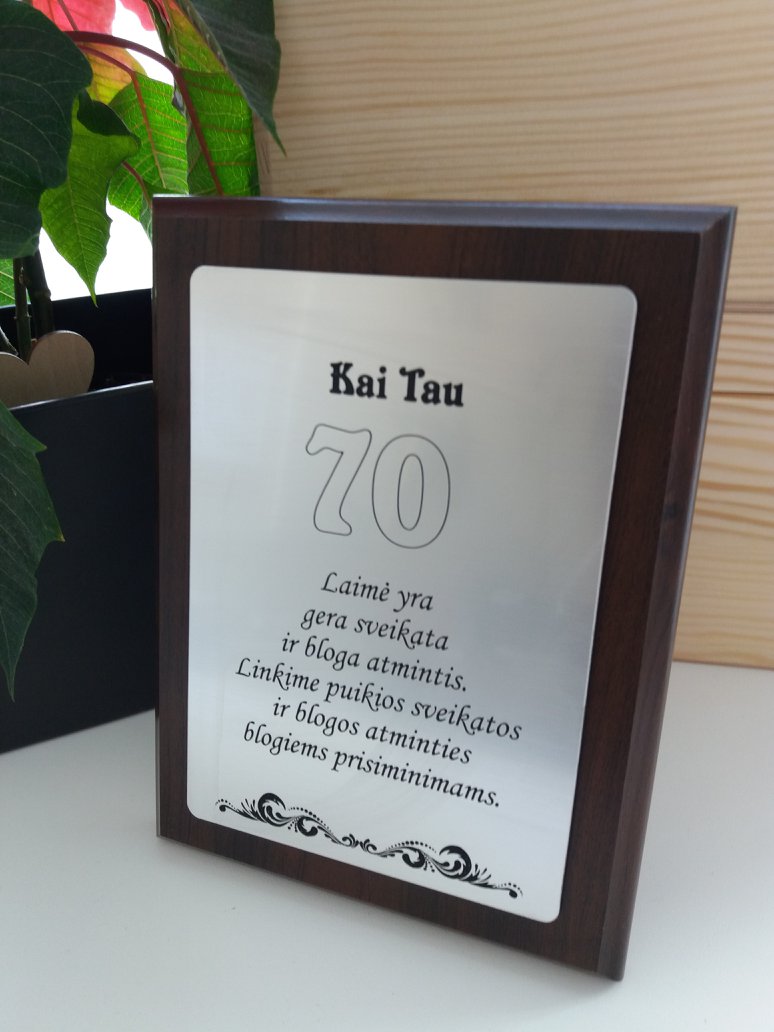 Kai Tau
70
Laimė yra
gera sveikata
ir bloga atmintis.
Linkime puikios sveikatos
ir blogos atminties
blogiems prisiminimams.